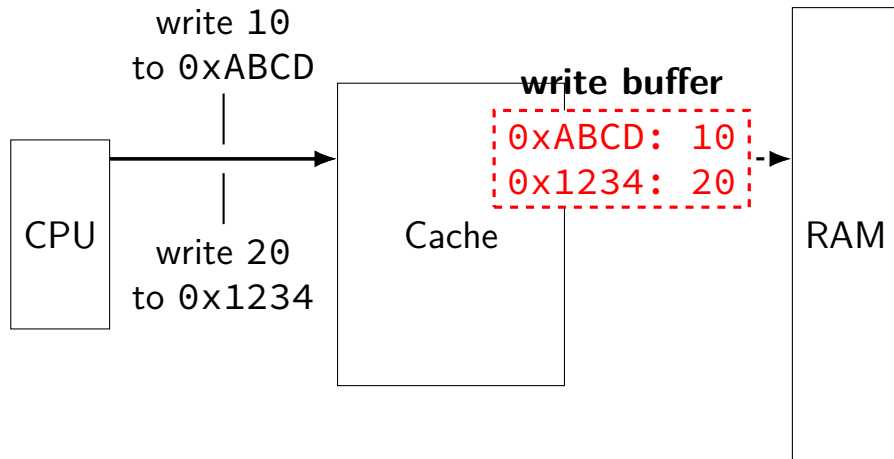 write 10
to 0xABCD
write buffer
0xABCD: 10
0x1234: 20
CPU
Cache
RAM
write 20
to 0x1234